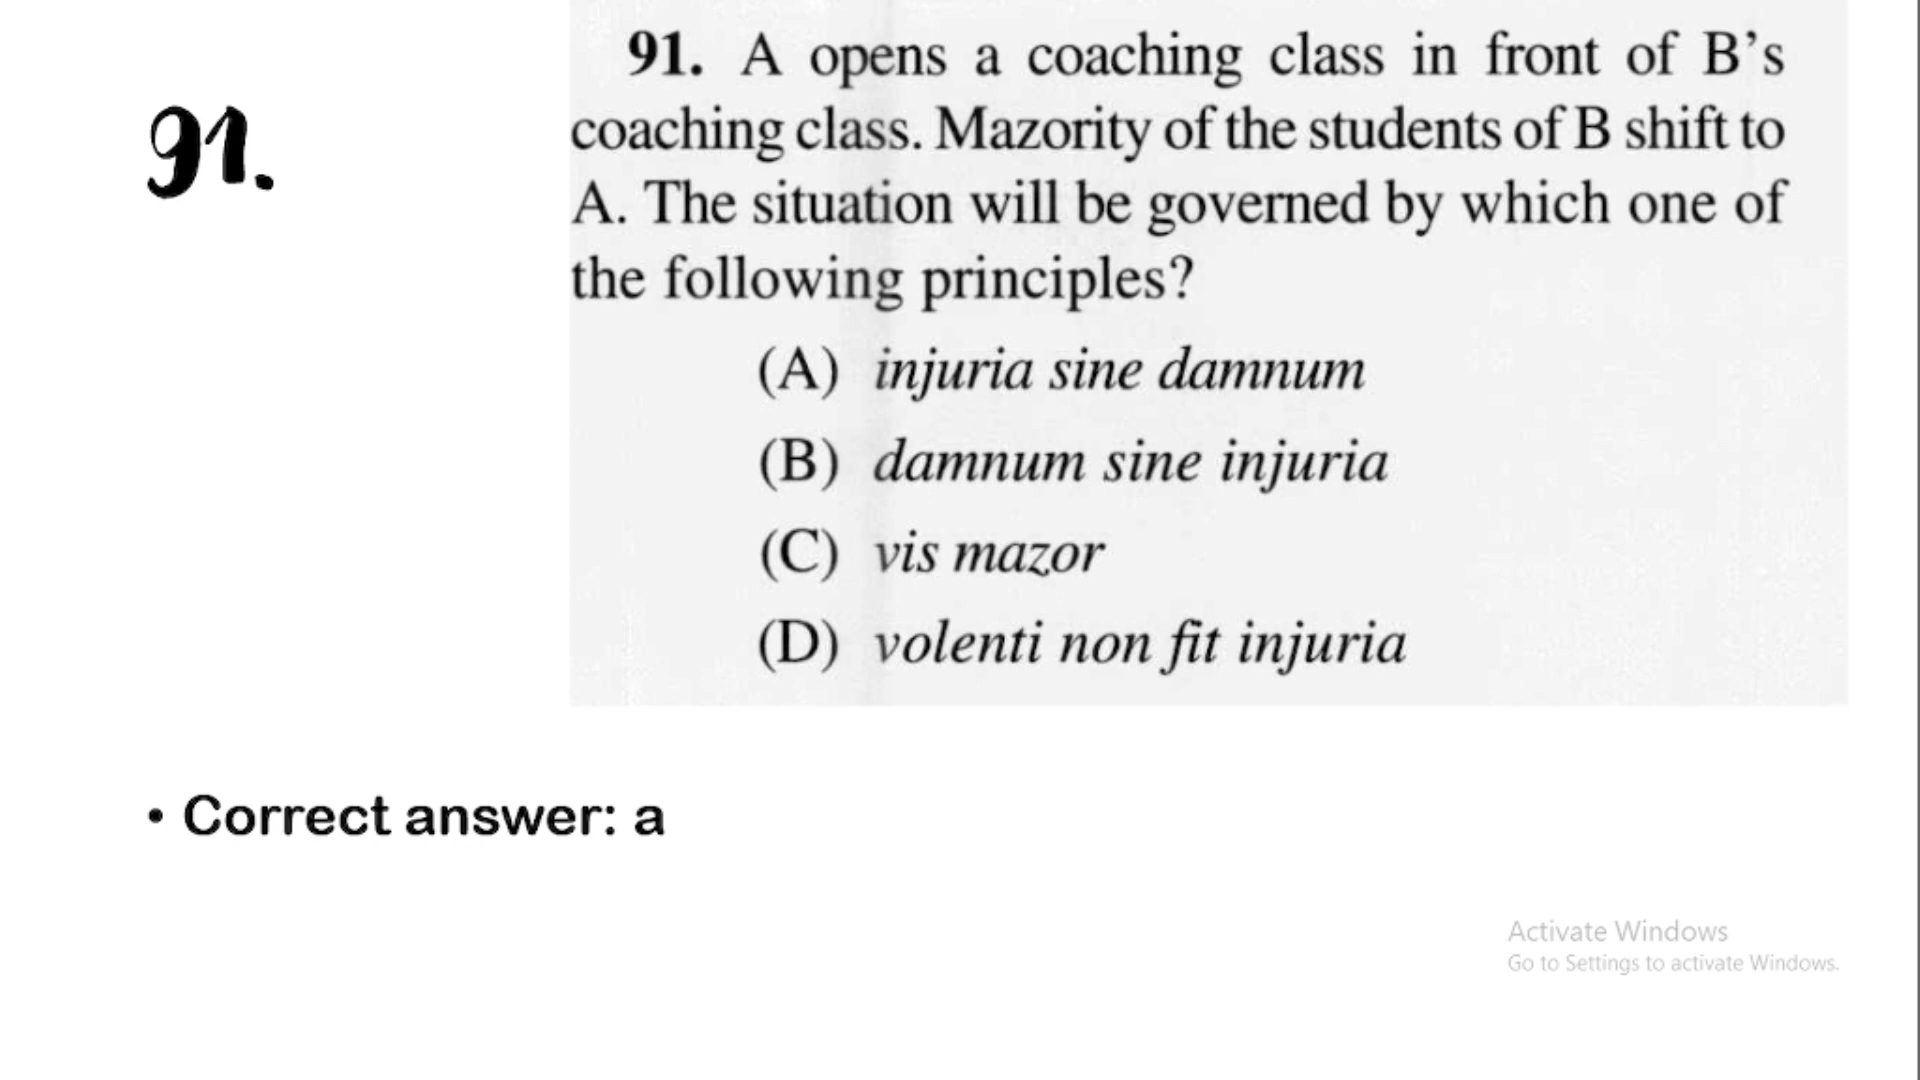 91.
91. A opens a coaching class in front of B's
coaching class. Mazority of the students of B shift to
A. The situation will be governed by which one of
the following principles?
(A) injuria sine damnum
(B) damnum sine injuria
(C) vis mazor
(D) volenti non fit injuria
• Correct answer: a
Activate Windows
Go to Settings to activate Windows.